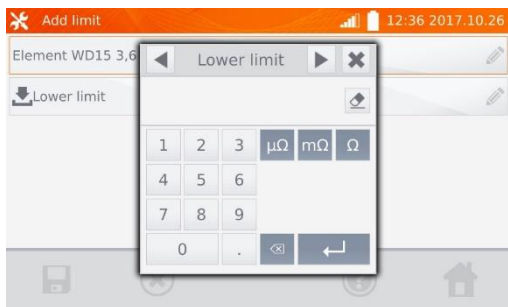 Add limit 12:36 2017.10.26
Element WD15 3,6
Lower limit
Lower limit
1 2 3 µΩ mΩ Ω
4 5 6
7 8 9
0 .